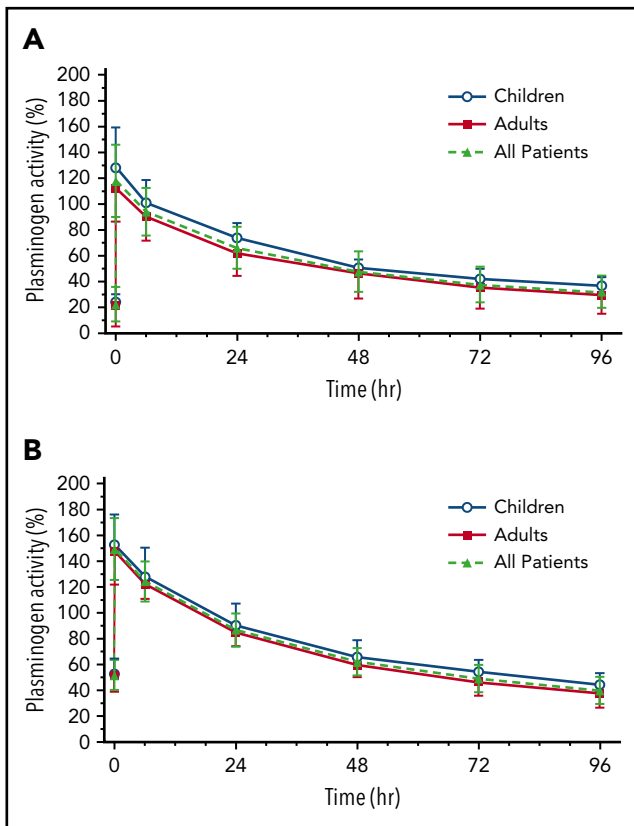 A
Plasminogen activity (%)
200
180
160
140
120
100
80
60
40
20
0
Children
Adults
All Patients
0 24 48 72 96
Time (hr)
B
Plasminogen activity (%)
200
180
160
140
120
100
80
60
40
20
0
Children
Adults
All Patients
0 24 48 72 96
Time (hr)